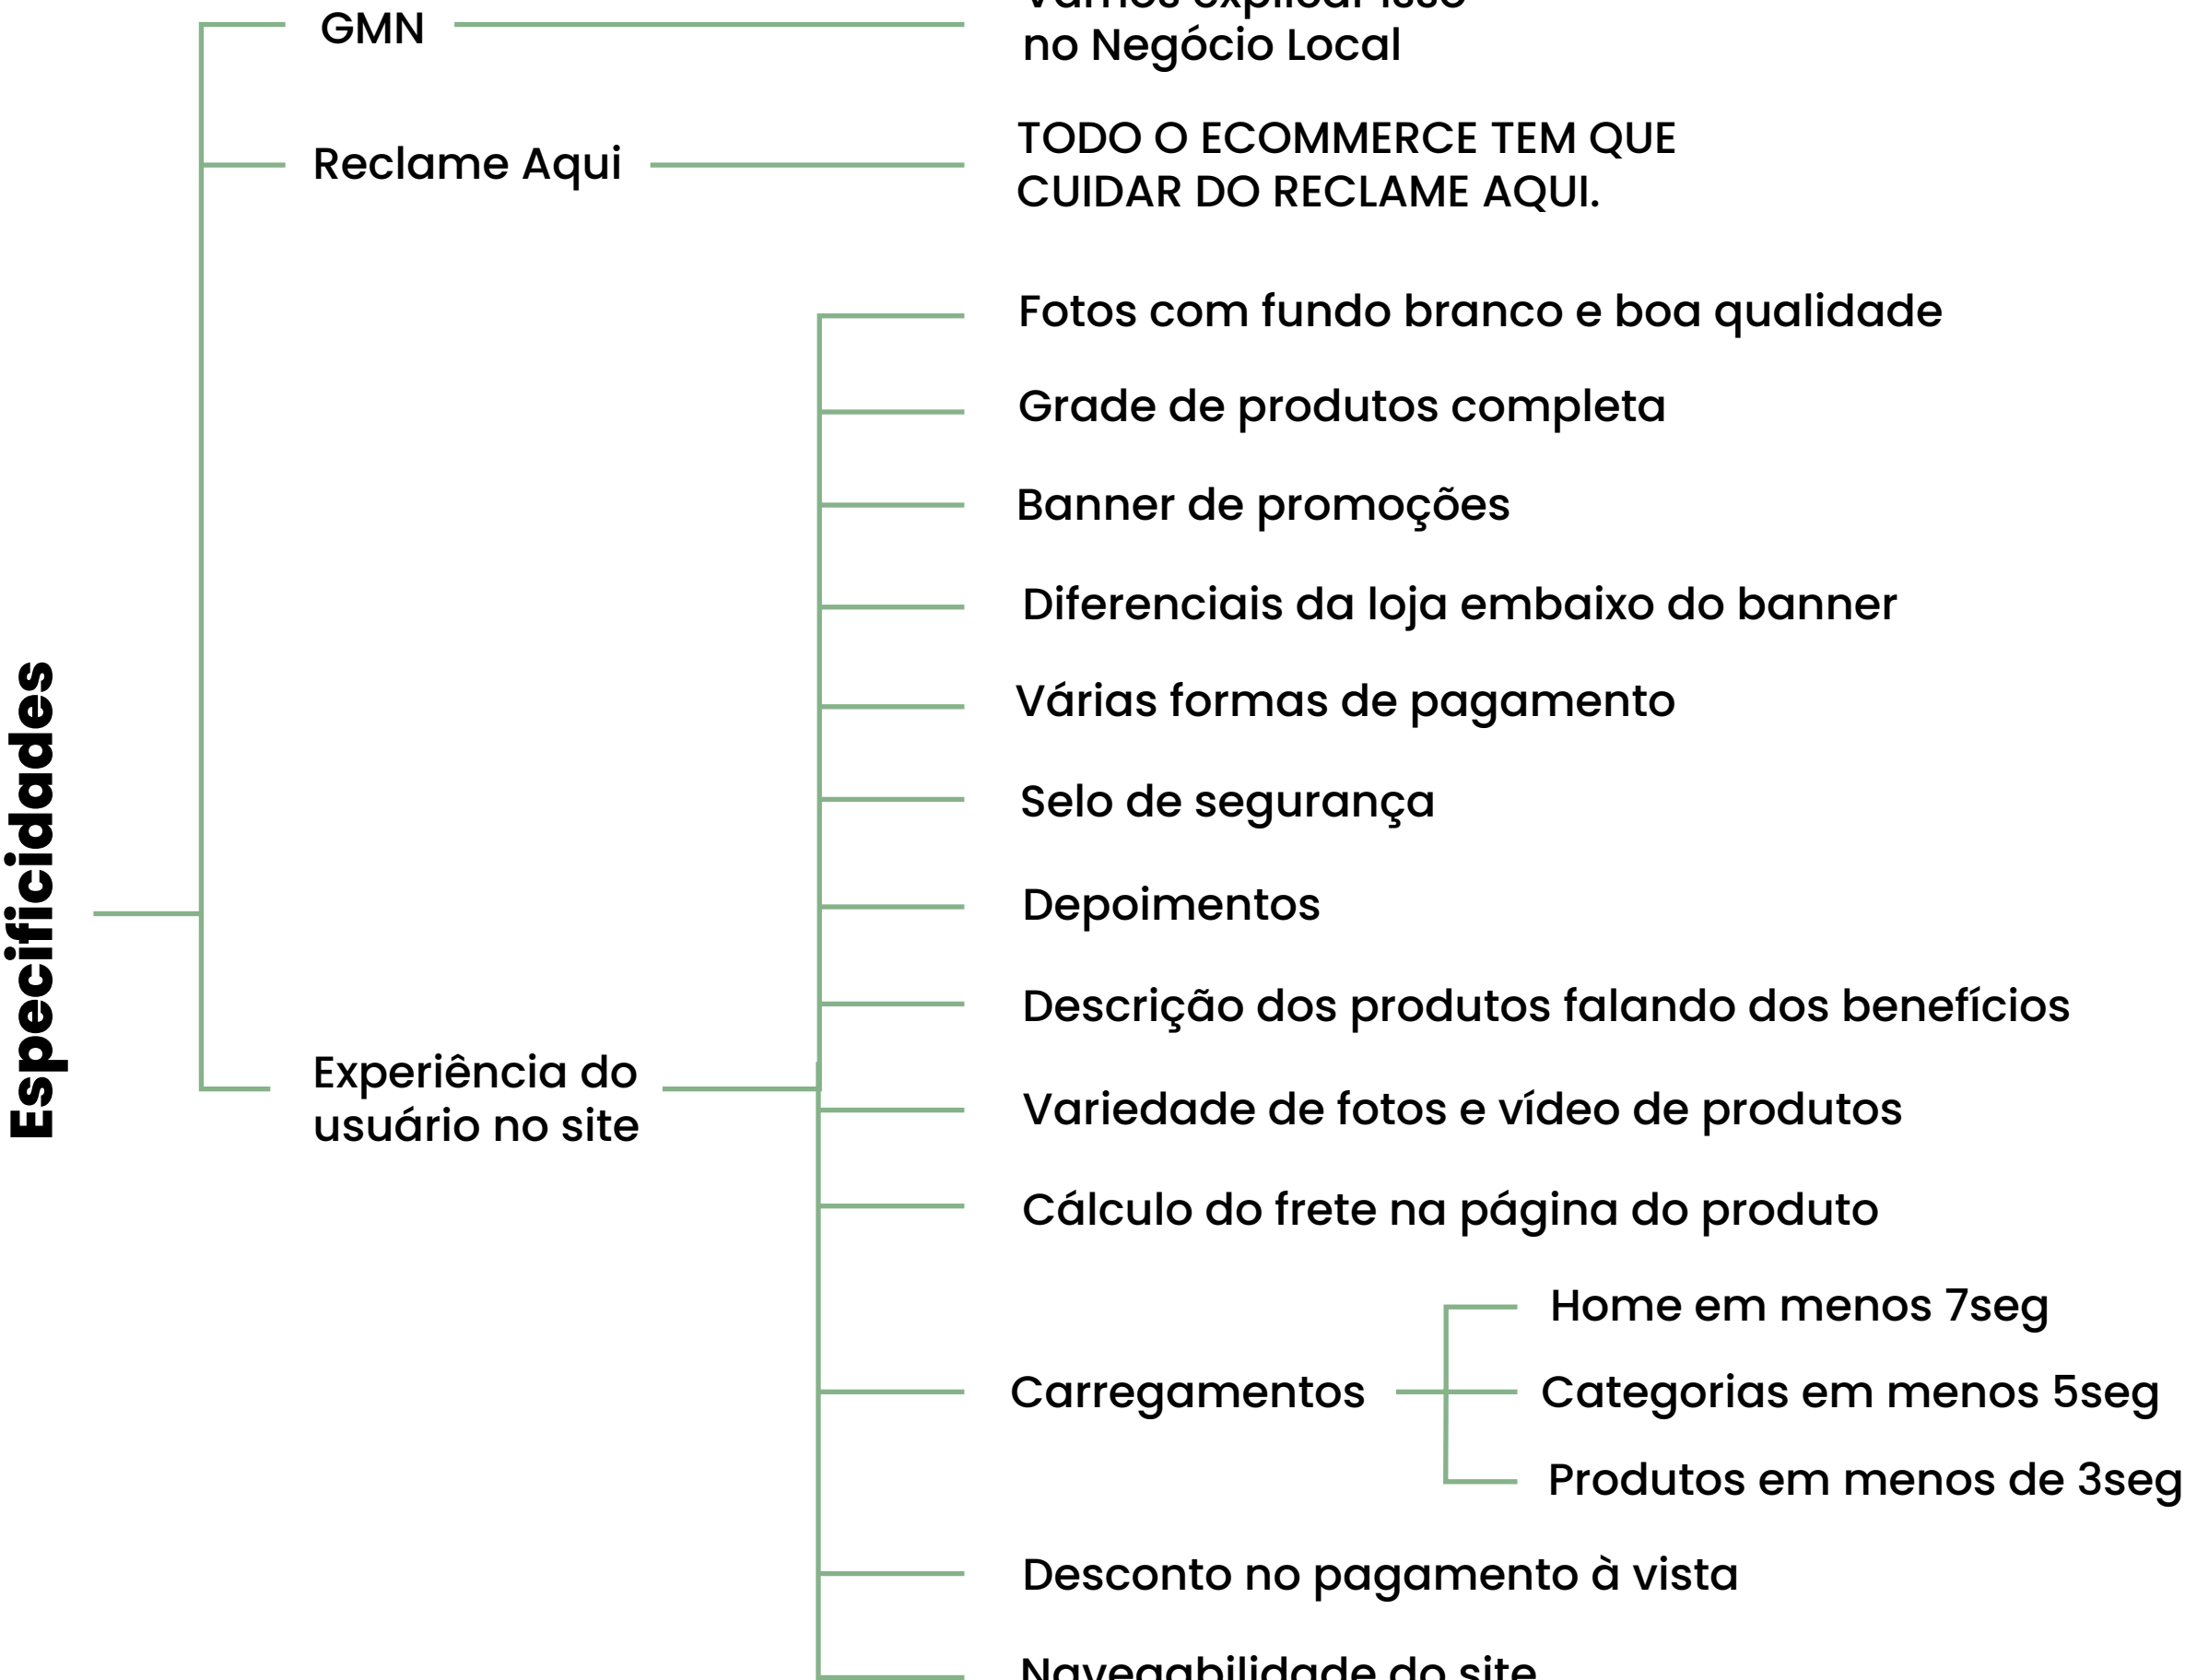 Especificidades
GMN
Vamos explicar isso
no Negócio Local
Reclame Aqui
TODO O ECOMMERCE TEM QUE
CUIDAR DO RECLAME AQUI.
Experiência do
usuário no site
Fotos com fundo branco e boa qualidade
Grade de produtos completa
Banner de promoções
Diferenciais da loja embaixo do banner
Várias formas de pagamento
Selo de segurança
Depoimentos
Descrição dos produtos falando dos benefícios
Variedade de fotos e vídeo de produtos
Cálculo do frete na página do produto
Carregamentos
Home em menos 7seg
Categorias em menos 5seg
Produtos em menos de 3seg
Desconto no pagamento à vista
Navegabilidade do site